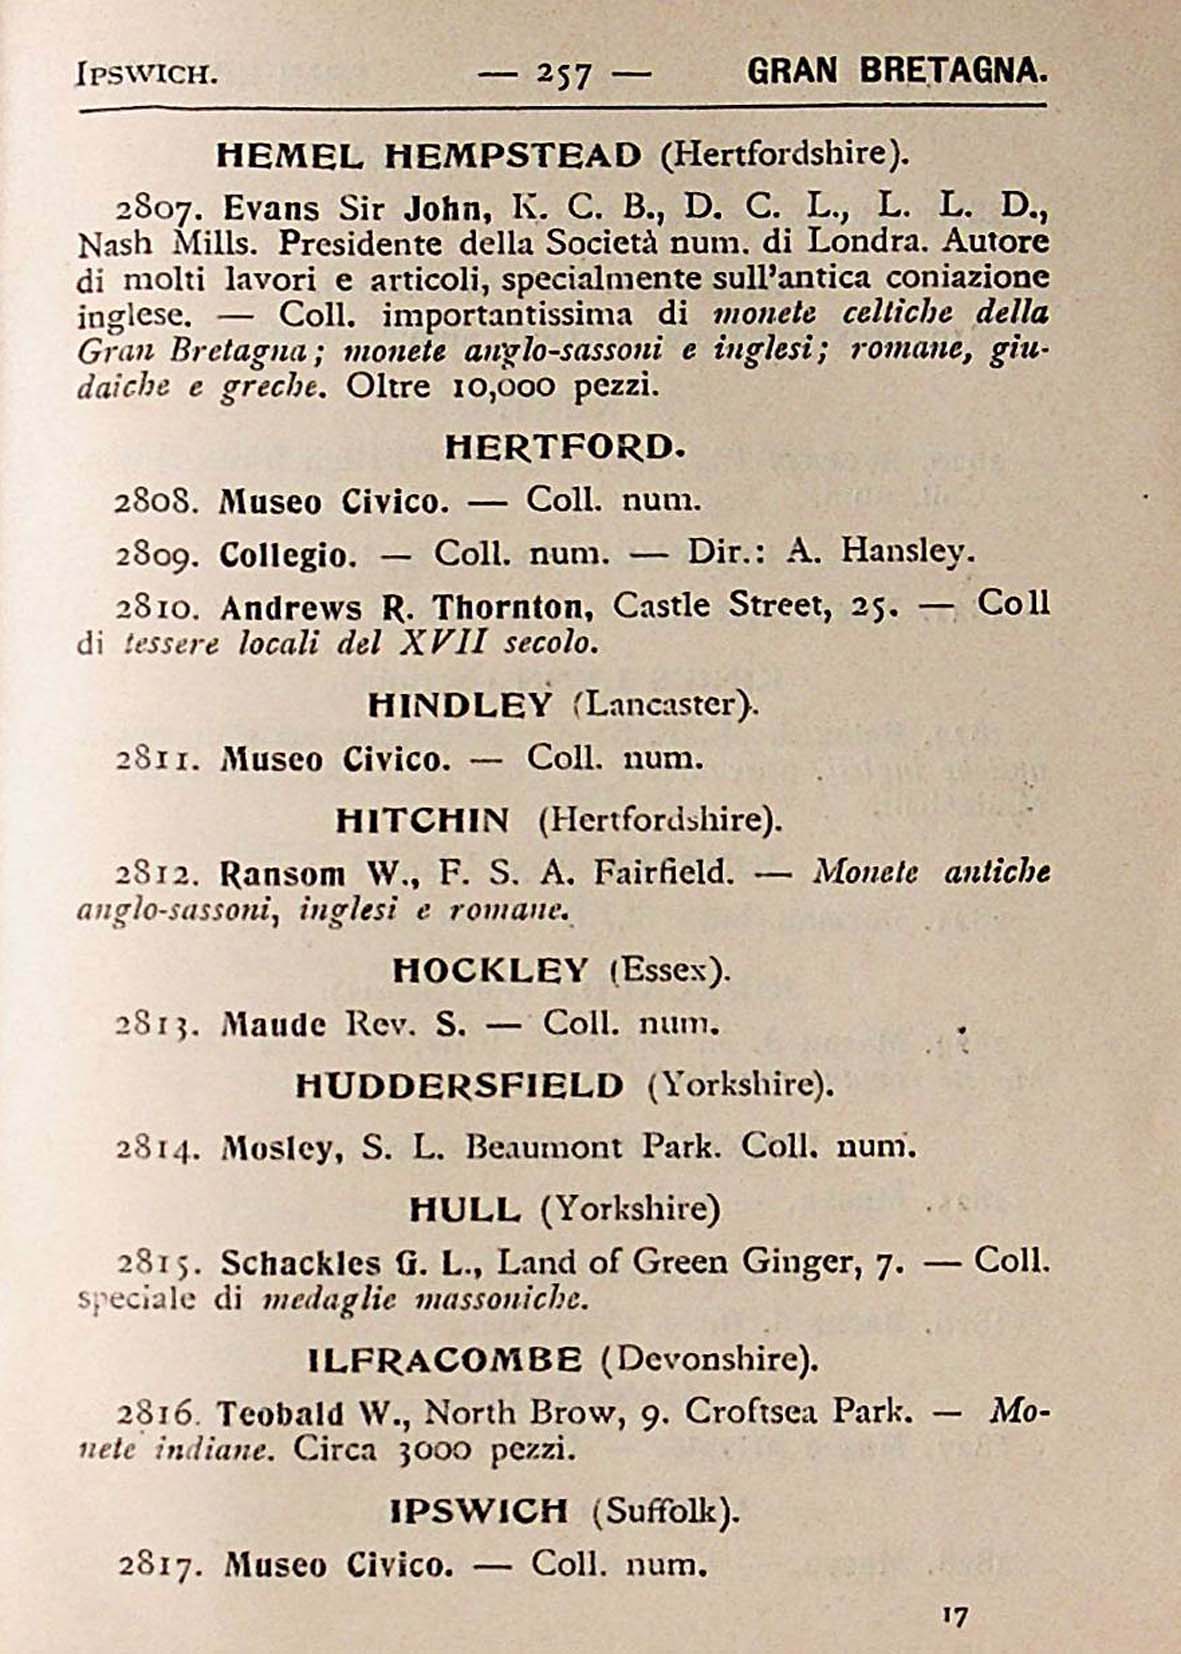 IPSWICH. — 257 — GRAN BRETAGNA.
HEMEL HEMPSTEAD (Hertfordshire).
2807. Evans Sir John, K. C. B., D. C. L., L. L. D.,
Nash Mills. Presidente della Società num. di Londra. Autore
di molti lavori e articoli, specialmente sull'antica coniazione
inglese. — Coll. importantissima di monete celtiche della
Gran Bretagna; monete anglo-sassoni e inglesi; romane, giu-
daiche e greche. Oltre 10,000 pezzi.
HERTFORD.
2808. Museo Civico. — Coll. num.
2809. Collegio. — Coll. num. — Dir.: A. Hansley.
2810. Andrews R. Thornton, Castle Street, 25. — Coll
di tessere locali del XVII secolo.
HINDLEY (Lancaster).
2811. Museo Civico. — Coll. num.
HITCHIN (Hertfordshire).
2812. Ransom W., F. S. A. Fairfield. — Monete antiche
anglo-sassoni, inglesi e romane.
HOCKLEY (Essex).
2813. Maude Rev. S. — Coll. num.
HUDDERSFIELD (Yorkshire).
2814. Mosley, S. L. Beaumont Park. Coll. num.
HULL (Yorkshire)
2815. Schackles G. L., Land of Green Ginger, 7. — Coll.
speciale di medaglie massoniche.
ILFRACOMBE (Devonshire).
2816. Teobald W., North Brow, 9. Croftsea Park. — Mo-
nete indiane. Circa 3000 pezzi.
IPSWICH (Suffolk).
2817. Museo Civico. — Coll. num.
17